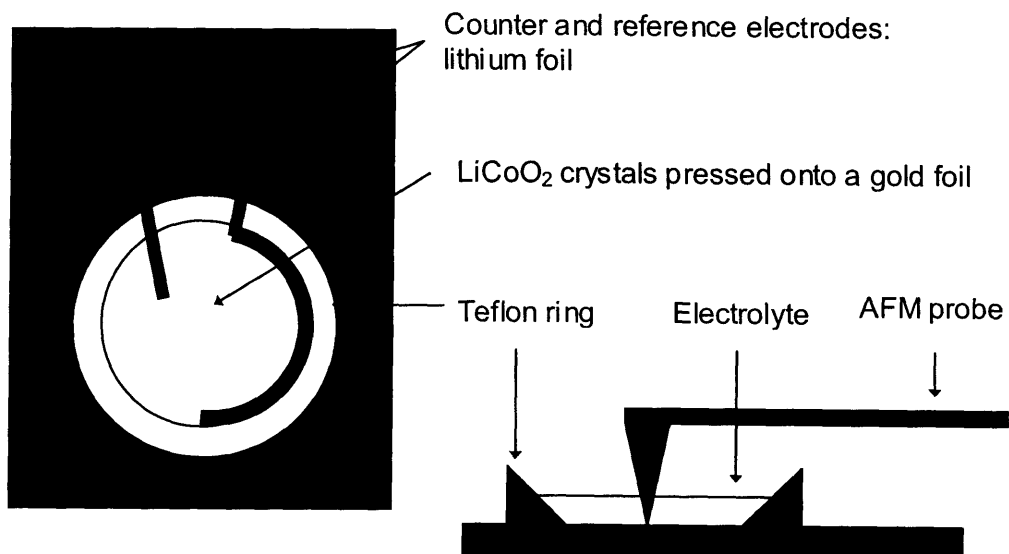 Counter and reference electrodes:
lithium foil
LiCoO₂ crystals pressed onto a gold foil
Teflon ring
Electrolyte
AFM probe